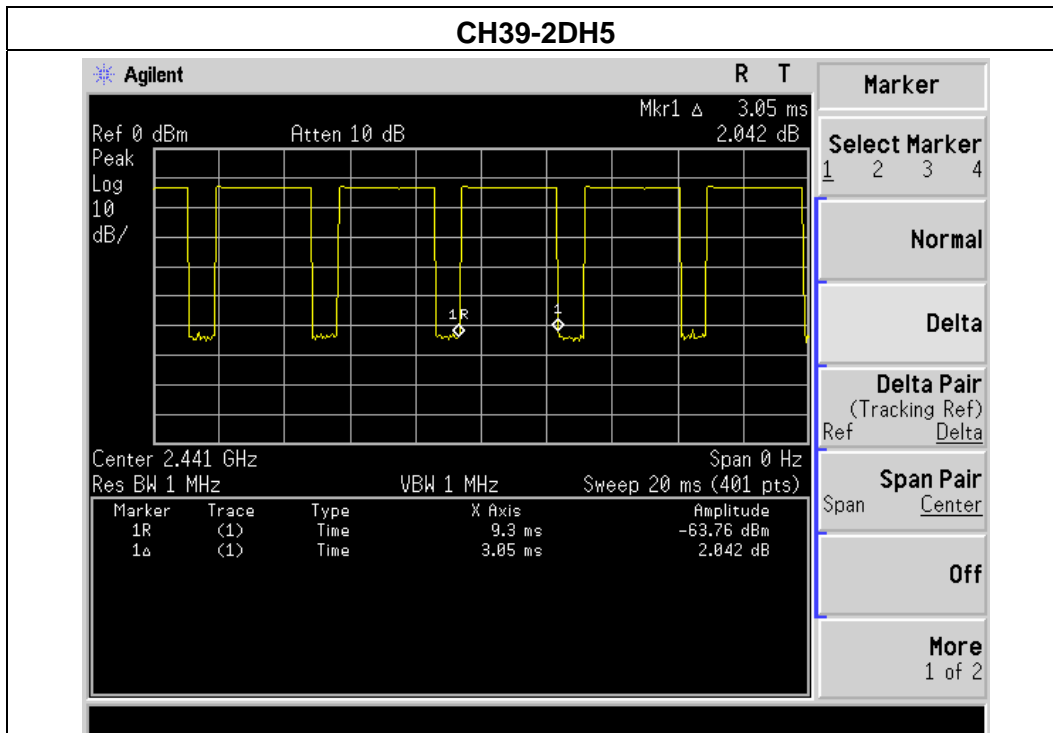 CH39-2DH5
Agilent R T
Mkr1 Δ 3.05 ms
Ref 0 dBm Atten 10 dB 2.042 dB
Peak
Log
10
dB/
1R
1
Center 2.441 GHz Span 0 Hz
Res BW 1 MHz VBW 1 MHz Sweep 20 ms (401 pts)
Marker Trace Type X Axis Amplitude
1R (1) Time 9.3 ms -63.76 dBm
1Δ (1) Time 3.05 ms 2.042 dB
Marker
Select Marker
1 2 3 4
Normal
Delta
Delta Pair
(Tracking Ref)
Ref Delta
Span Pair
Span Center
Off
More
1 of 2